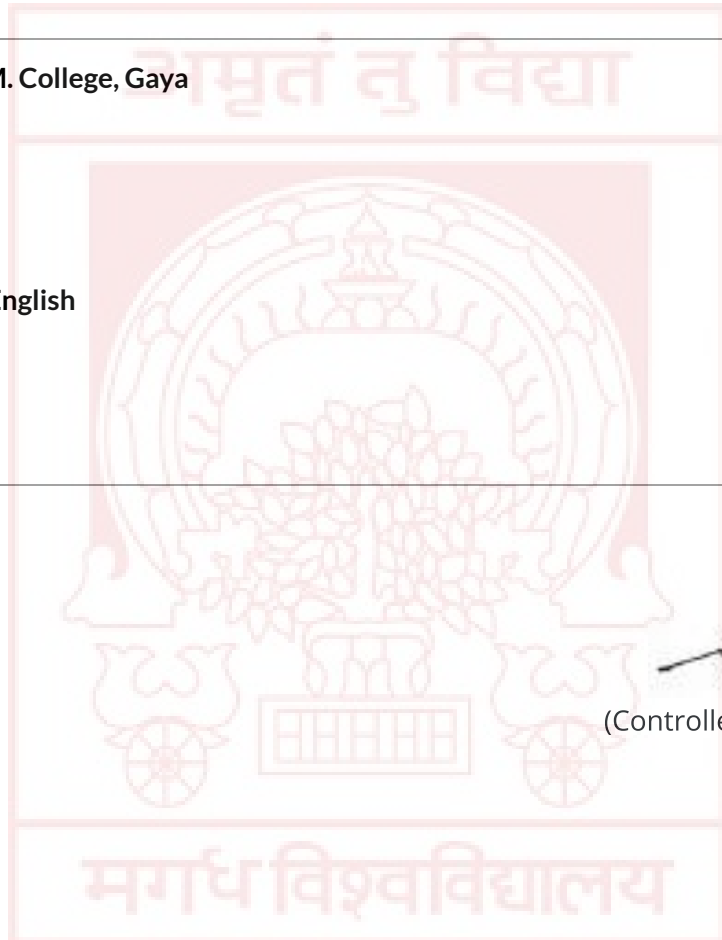 अमृतं तु विद्या
M. College, Gaya
English
(Controlle
मगध विश्वविद्यालय